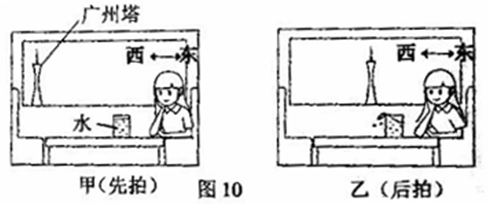 广州塔
西←→东
西←→东
水
甲(先拍)
图10
乙(后拍)